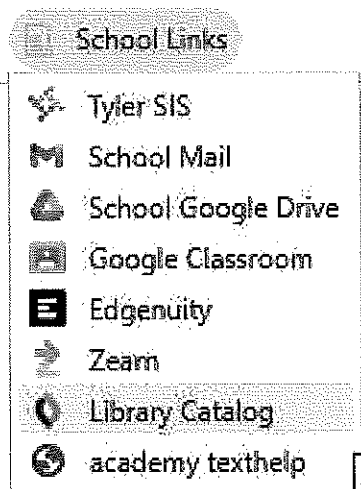 School Links
Tyler SIS
School Mail
School Google Drive
Google Classroom
Edgenuity
Zearn
Library Catalog
academy texthelp